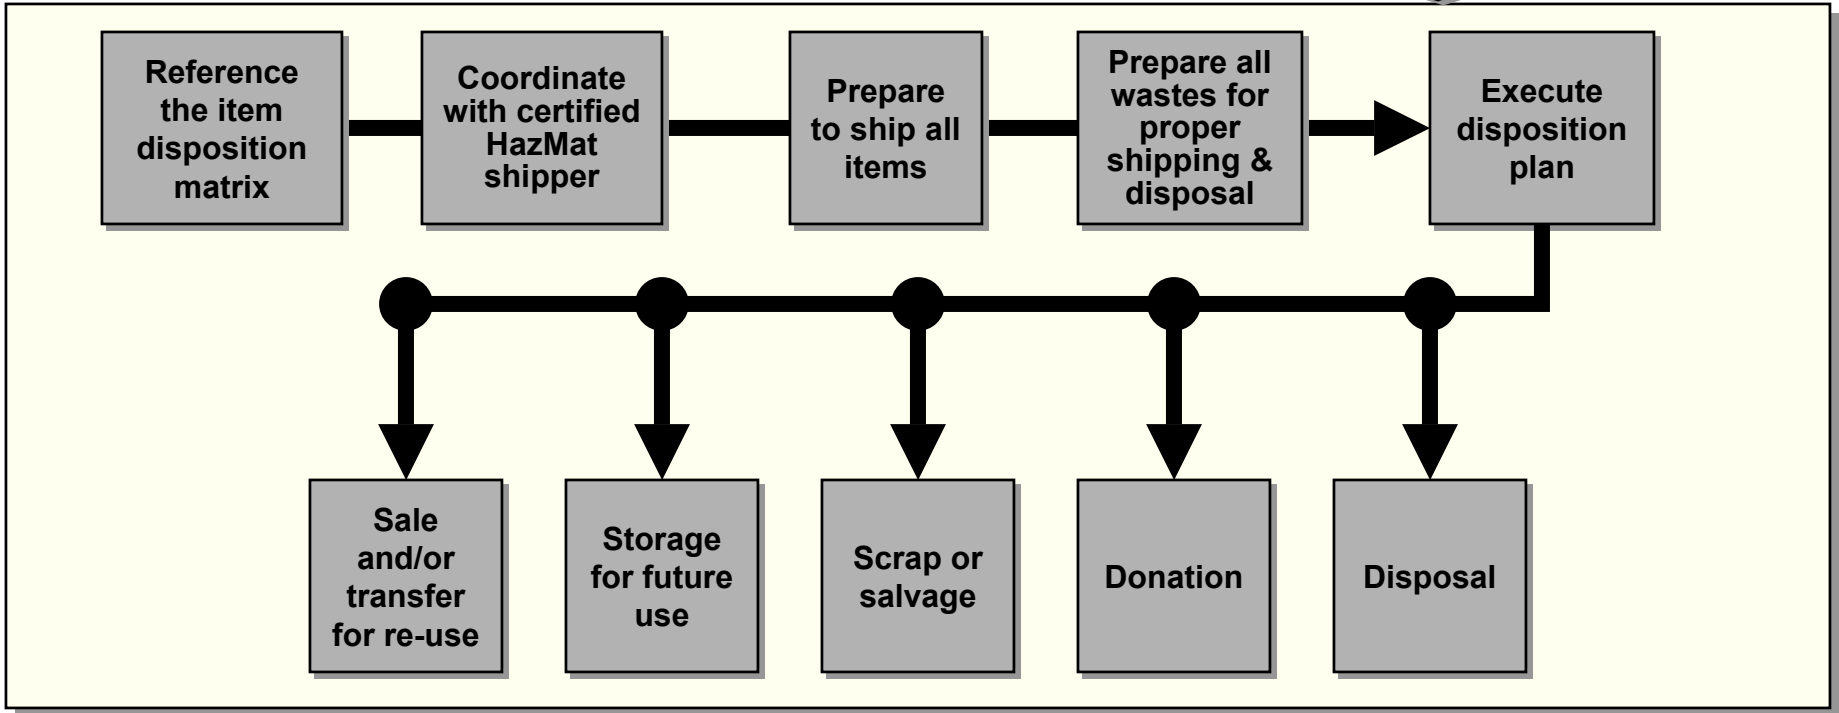 Reference
the item
disposition
matrix
Coordinate
with certified
HazMat
shipper
Prepare
to ship all
items
Prepare all
wastes for
proper
shipping &
disposal
Execute
disposition
plan
Sale
and/or
transfer
for re-use
Storage
for future
use
Scrap or
salvage
Donation
Disposal